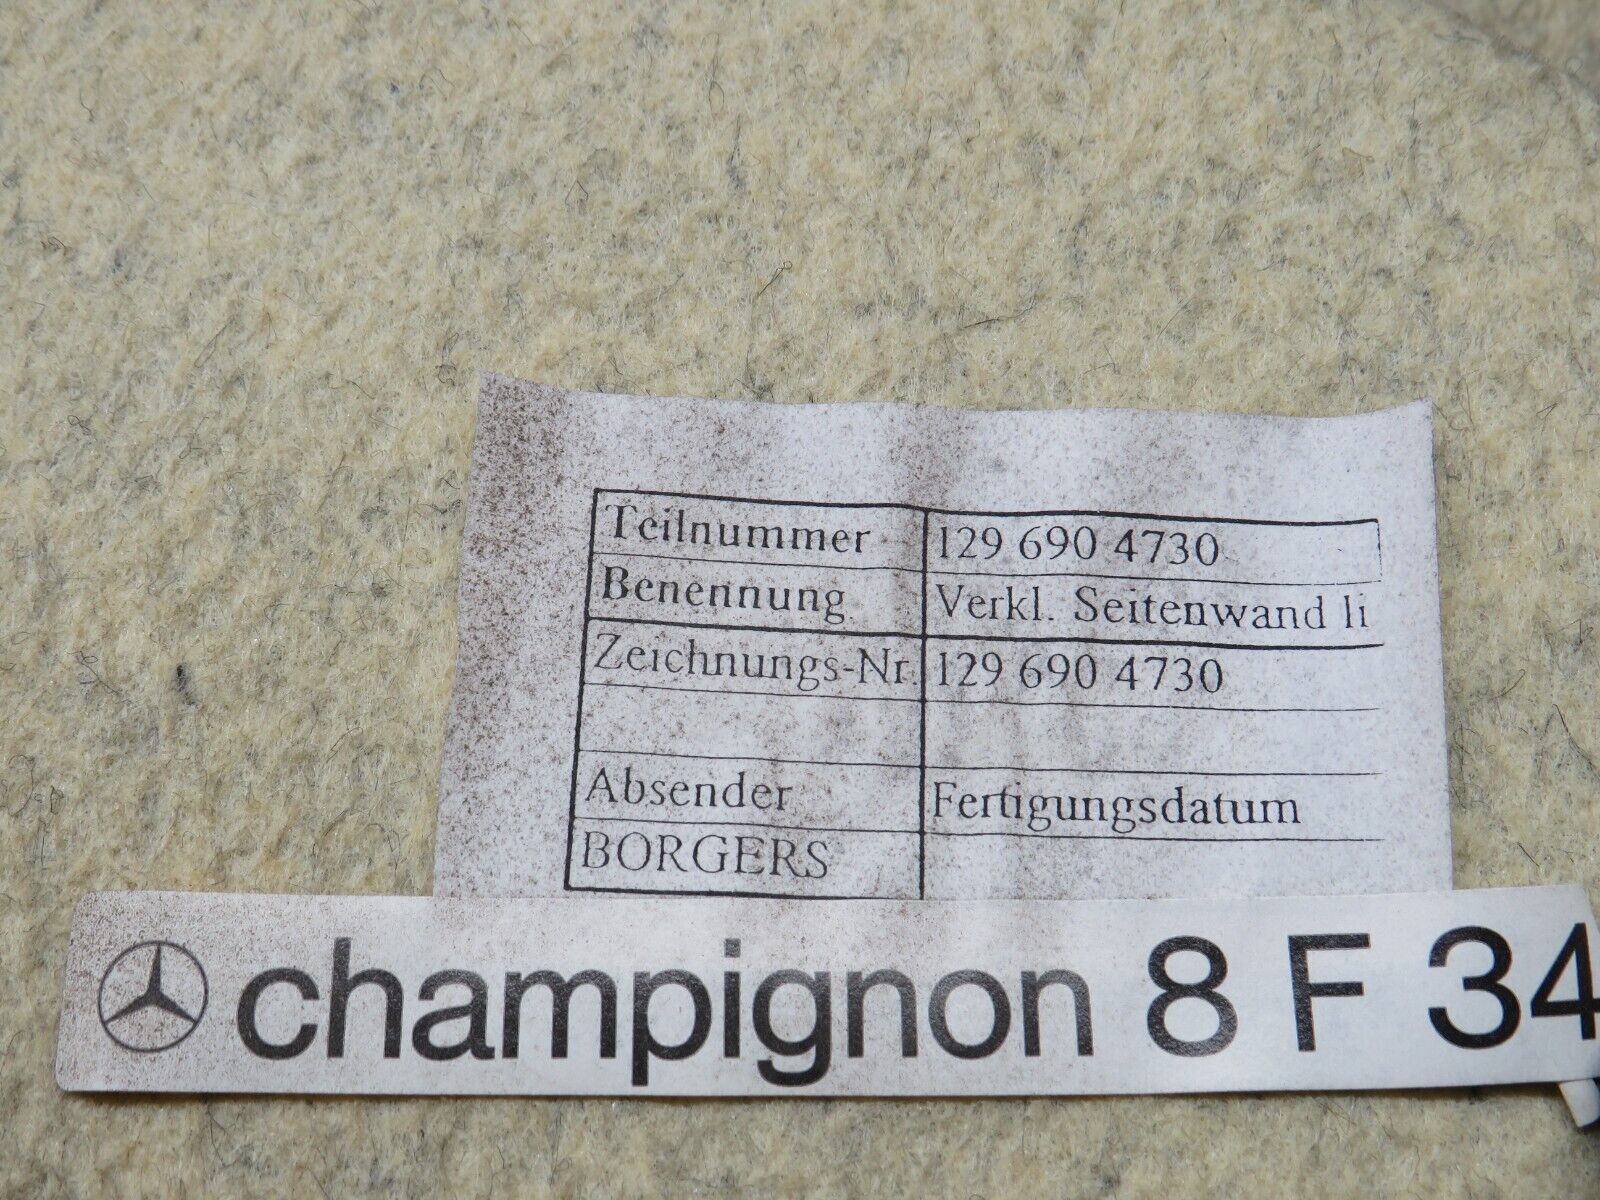 Teilnummer 129 690 4730
Benennung Verkl. Seitenwand li
Zeichnungs-Nr. 129 690 4730
Absender Fertigungsdatum
BORGERS
champignon 8 F 34